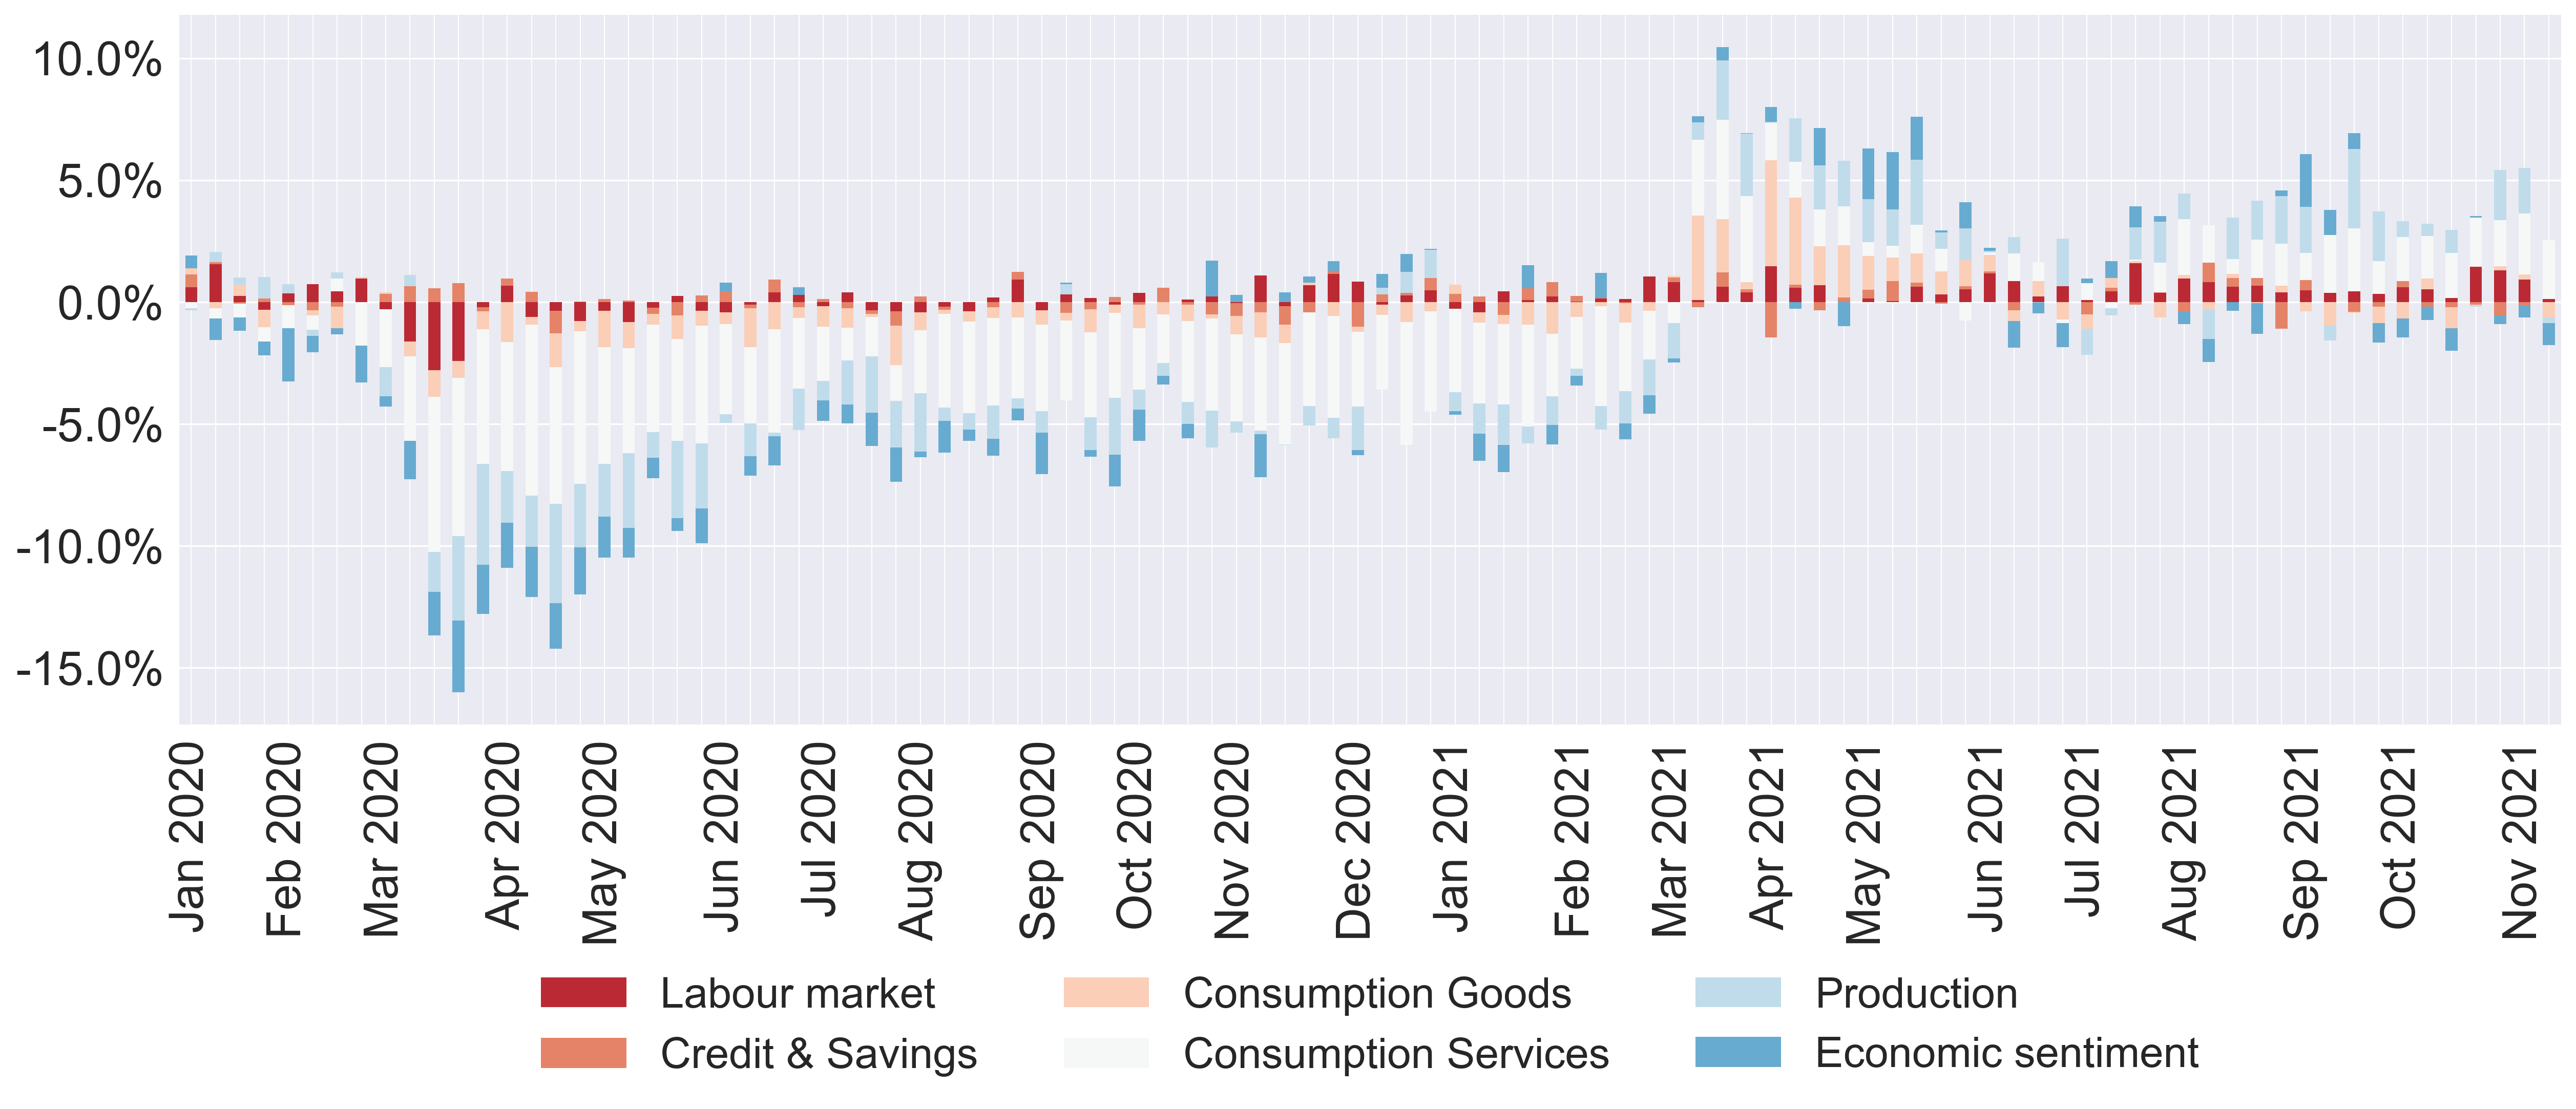 10.0%
5.0%
0.0%
-5.0%
-10.0%
-15.0%
Jan 2020
Feb 2020
Mar 2020
Apr 2020
May 2020
Jun 2020
Jul 2020
Aug 2020
Sep 2020
Oct 2020
Nov 2020
Dec 2020
Jan 2021
Feb 2021
Mar 2021
Apr 2021
May 2021
Jun 2021
Jul 2021
Aug 2021
Sep 2021
Oct 2021
Nov 2021
Labour market
Credit & Savings
Consumption Goods
Consumption Services
Production
Economic sentiment